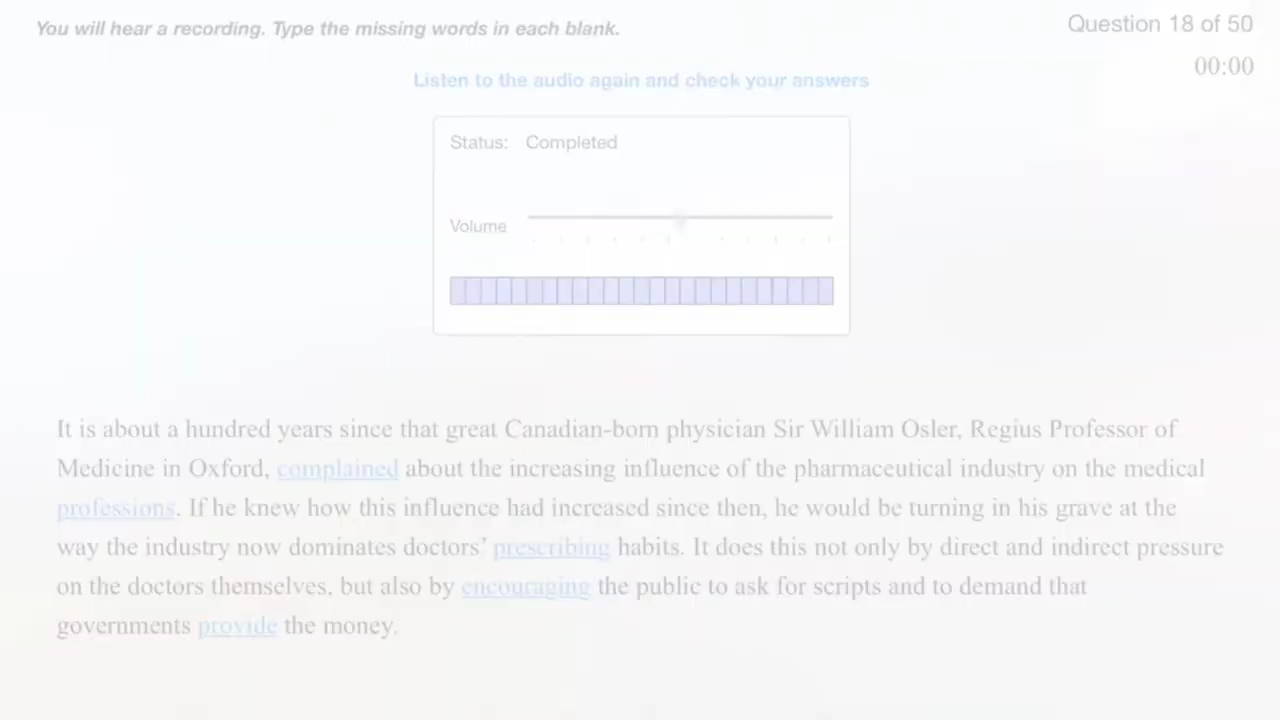 You will hear a recording. Type the missing words in each blank.
Question 18 of 50
00:00
Listen to the audio again and check your answers
Status: Completed
Volume
It is about a hundred years since that great Canadian-born physician Sir William Osler, Regius Professor of
Medicine in Oxford, complained about the increasing influence of the pharmaceutical industry on the medical
professions. If he knew how this influence had increased since then, he would be turning in his grave at the
way the industry now dominates doctors' prescribing habits. It does this not only by direct and indirect pressure
on the doctors themselves, but also by encouraging the public to ask for scripts and to demand that
governments provide the money.